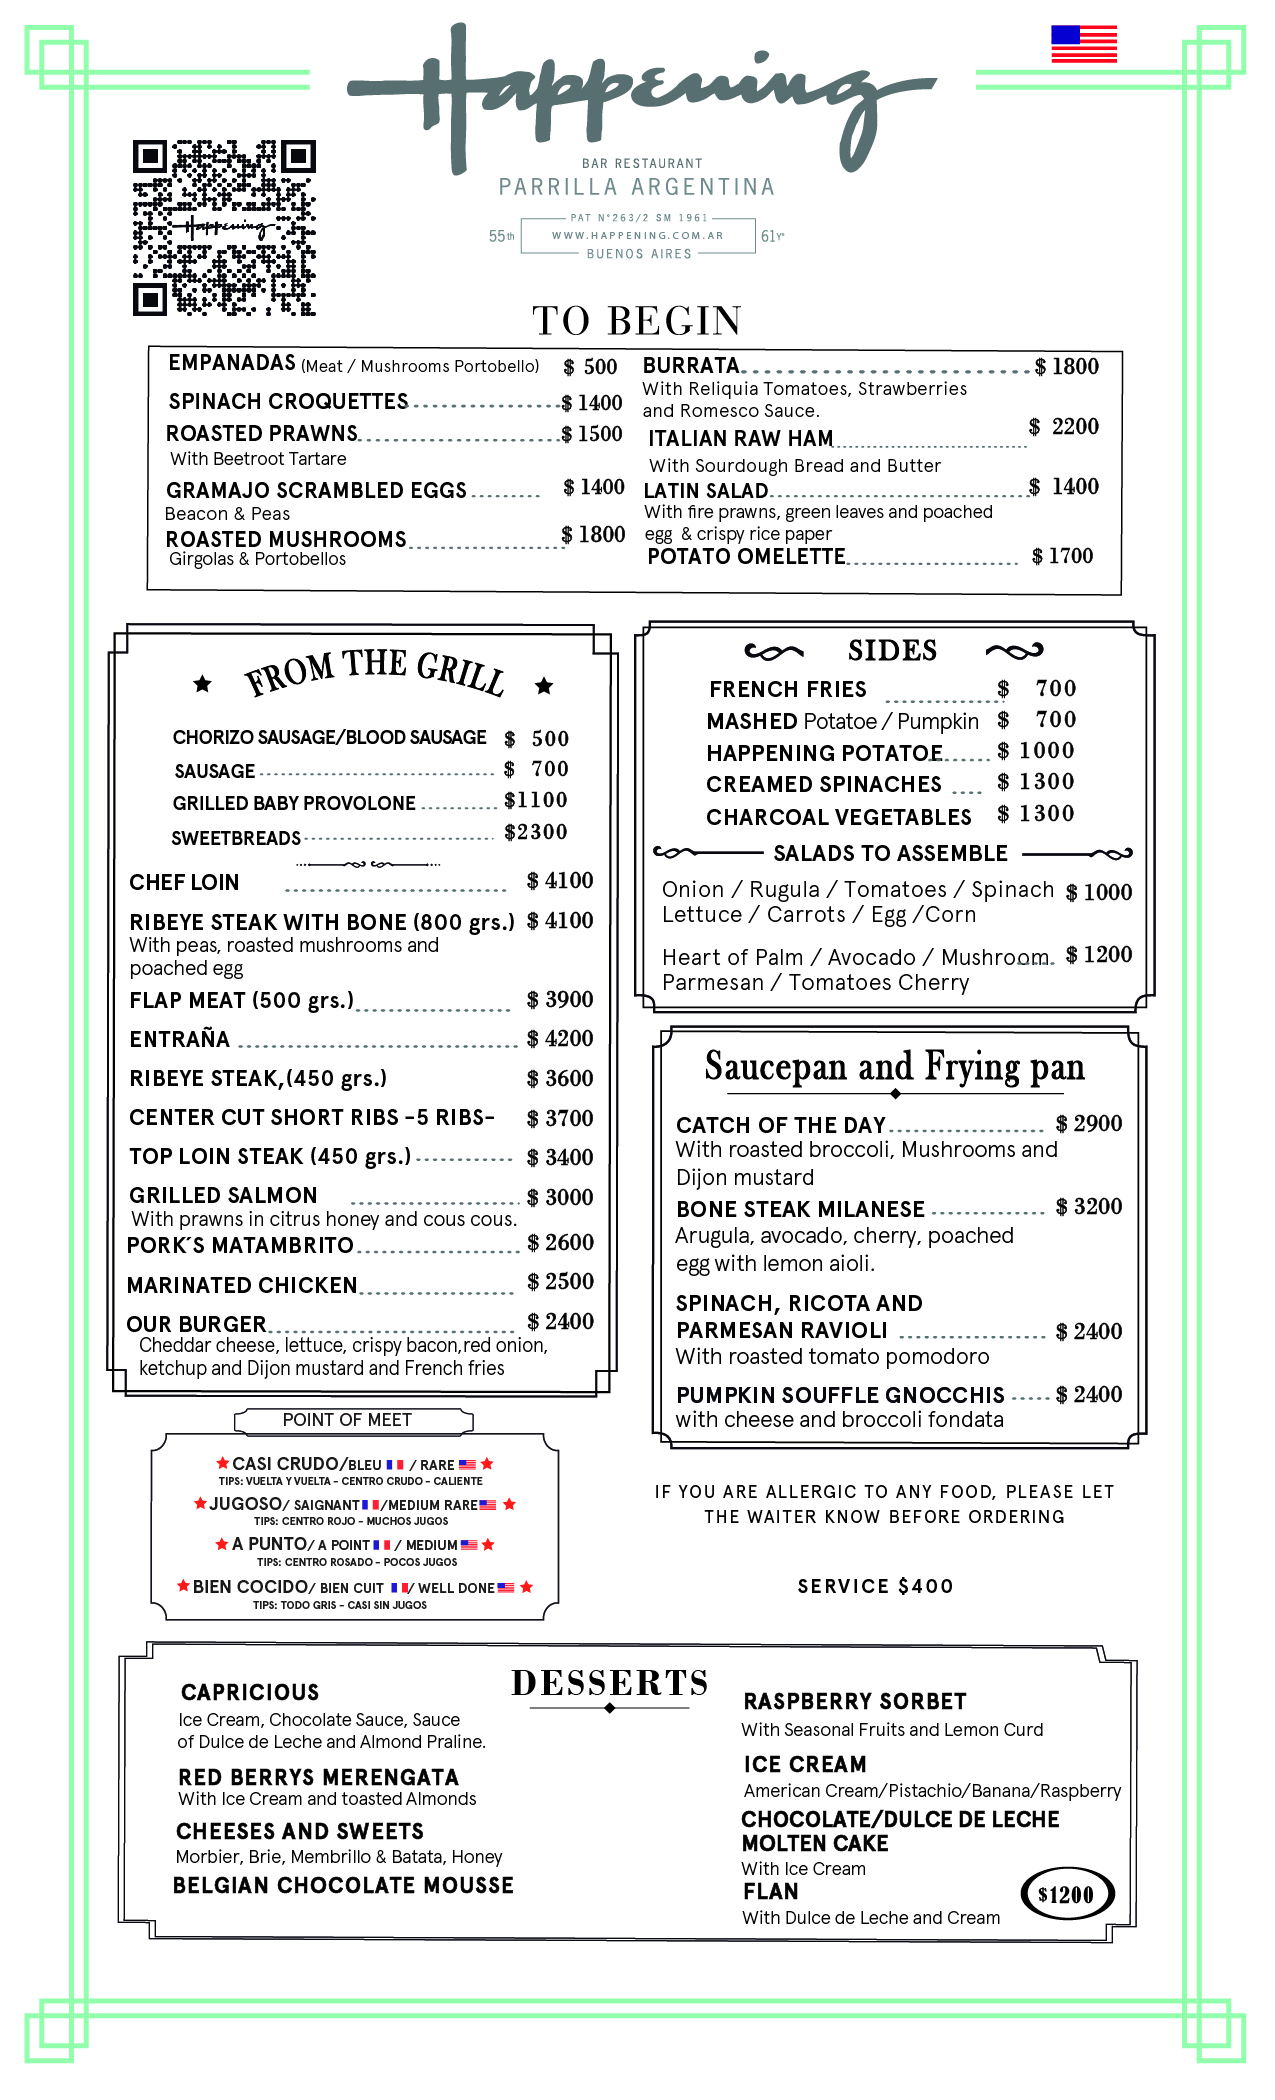 Happening
BAR RESTAURANT
PARRILLA ARGENTINA
PAT N°263/2 SM 1961
55th WWW.HAPPENING.COM.AR 61Yº
BUENOS AIRES
Happening
TO BEGIN
EMPANADAS (Meat / Mushrooms Portobello) $ 500
SPINACH CROQUETTES $ 1400
ROASTED PRAWNS $ 1500
With Beetroot Tartare
GRAMAJO SCRAMBLED EGGS $ 1400
Beacon & Peas
ROASTED MUSHROOMS $ 1800
Girgolas & Portobellos
BURRATA $ 1800
With Reliquia Tomatoes, Strawberries
and Romesco Sauce.
ITALIAN RAW HAM $ 2200
With Sourdough Bread and Butter
LATIN SALAD $ 1400
With fire prawns, green leaves and poached
egg & crispy rice paper
POTATO OMELETTE $ 1700
FROM THE GRILL
CHORIZO SAUSAGE/BLOOD SAUSAGE $ 500
SAUSAGE $ 700
GRILLED BABY PROVOLONE $1100
SWEETBREADS $2300
CHEF LOIN $ 4100
RIBEYE STEAK WITH BONE (800 grs.) $ 4100
With peas, roasted mushrooms and
poached egg
FLAP MEAT (500 grs.) $ 3900
ENTRAÑA $ 4200
RIBEYE STEAK,(450 grs.) $ 3600
CENTER CUT SHORT RIBS -5 RIBS- $ 3700
TOP LOIN STEAK (450 grs.) $ 3400
GRILLED SALMON $ 3000
With prawns in citrus honey and cous cous.
PORK´S MATAMBRITO $ 2600
MARINATED CHICKEN $ 2500
OUR BURGER $ 2400
Cheddar cheese, lettuce, crispy bacon,red onion,
ketchup and Dijon mustard and French fries
SIDES
FRENCH FRIES $ 700
MASHED Potatoe / Pumpkin $ 700
HAPPENING POTATOE $ 1000
CREAMED SPINACHES $ 1300
CHARCOAL VEGETABLES $ 1300
SALADS TO ASSEMBLE
Onion / Rugula / Tomatoes / Spinach $ 1000
Lettuce / Carrots / Egg /Corn
Heart of Palm / Avocado / Mushroom $ 1200
Parmesan / Tomatoes Cherry
Saucepan and Frying pan
CATCH OF THE DAY $ 2900
With roasted broccoli, Mushrooms and
Dijon mustard
BONE STEAK MILANESE $ 3200
Arugula, avocado, cherry, poached
egg with lemon aioli.
SPINACH, RICOTA AND
PARMESAN RAVIOLI $ 2400
With roasted tomato pomodoro
PUMPKIN SOUFFLE GNOCCHIS $ 2400
with cheese and broccoli fondata
POINT OF MEET
CASI CRUDO/BLEU / RARE
TIPS: VUELTA Y VUELTA - CENTRO CRUDO - CALIENTE
JUGOSO/ SAIGNANT /MEDIUM RARE
TIPS: CENTRO ROJO - MUCHOS JUGOS
A PUNTO/ A POINT / MEDIUM
TIPS: CENTRO ROSADO - POCOS JUGOS
BIEN COCIDO/ BIEN CUIT / WELL DONE
TIPS: TODO GRIS - CASI SIN JUGOS
IF YOU ARE ALLERGIC TO ANY FOOD, PLEASE LET
THE WAITER KNOW BEFORE ORDERING
SERVICE $400
DESSERTS
CAPRICIOUS
Ice Cream, Chocolate Sauce, Sauce
of Dulce de Leche and Almond Praline.
RED BERRYS MERENGATA
With Ice Cream and toasted Almonds
CHEESES AND SWEETS
Morbier, Brie, Membrillo & Batata, Honey
BELGIAN CHOCOLATE MOUSSE
RASPBERRY SORBET
With Seasonal Fruits and Lemon Curd
ICE CREAM
American Cream/Pistachio/Banana/Raspberry
CHOCOLATE/DULCE DE LECHE
MOLTEN CAKE
With Ice Cream
FLAN
With Dulce de Leche and Cream
$1200